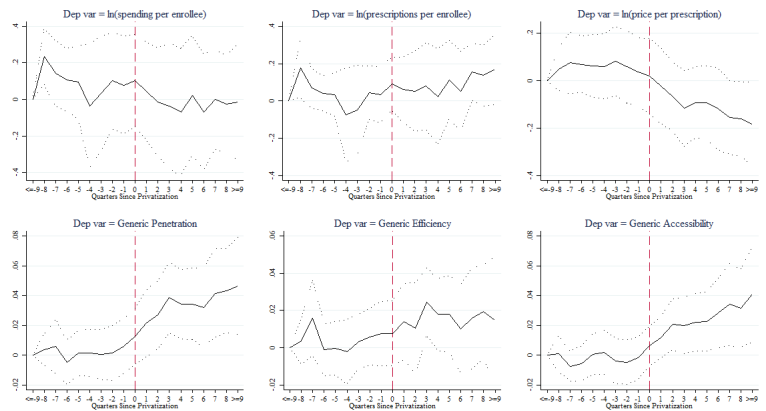 Dep var = ln(spending per enrollee)
.4
.2
0
-.2
-.4
<=-9 -8 -7 -6 -5 -4 -3 -2 -1 0 1 2 3 4 5 6 7 8 >=9
Quarters Since Privatization
Dep var = ln(prescriptions per enrollee)
.4
.2
0
-.2
-.4
<=-9 -8 -7 -6 -5 -4 -3 -2 -1 0 1 2 3 4 5 6 7 8 >=9
Quarters Since Privatization
Dep var = ln(price per prescription)
.2
0
-.2
-.4
<=-9 -8 -7 -6 -5 -4 -3 -2 -1 0 1 2 3 4 5 6 7 8 >=9
Quarters Since Privatization
Dep var = Generic Penetration
.08
.06
.04
.02
0
-.02
<=-9 -8 -7 -6 -5 -4 -3 -2 -1 0 1 2 3 4 5 6 7 8 >=9
Quarters Since Privatization
Dep var = Generic Efficiency
.06
.04
.02
0
-.02
<=-9 -8 -7 -6 -5 -4 -3 -2 -1 0 1 2 3 4 5 6 7 8 >=9
Quarters Since Privatization
Dep var = Generic Accessibility
.08
.06
.04
.02
0
-.02
<=-9 -8 -7 -6 -5 -4 -3 -2 -1 0 1 2 3 4 5 6 7 8 >=9
Quarters Since Privatization